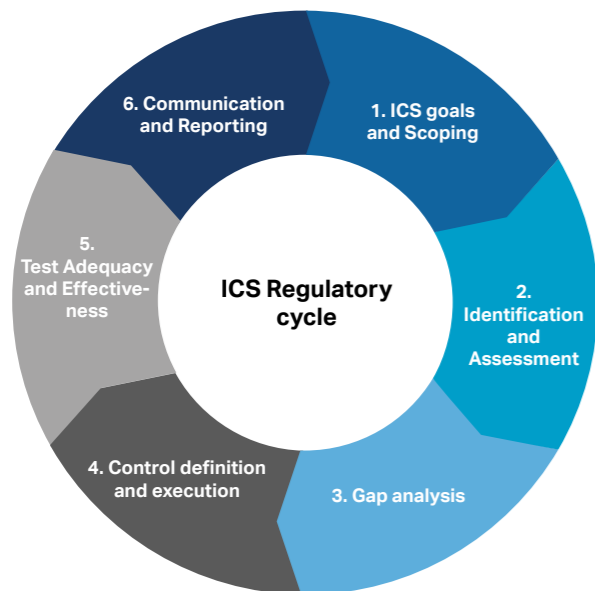 6. Communication
and Reporting
1. ICS goals
and Scoping
5.
Test Adequacy
and Effective-
ness
ICS Regulatory
cycle
2.
Identification
and
Assessment
4. Control definition
and execution
3. Gap analysis